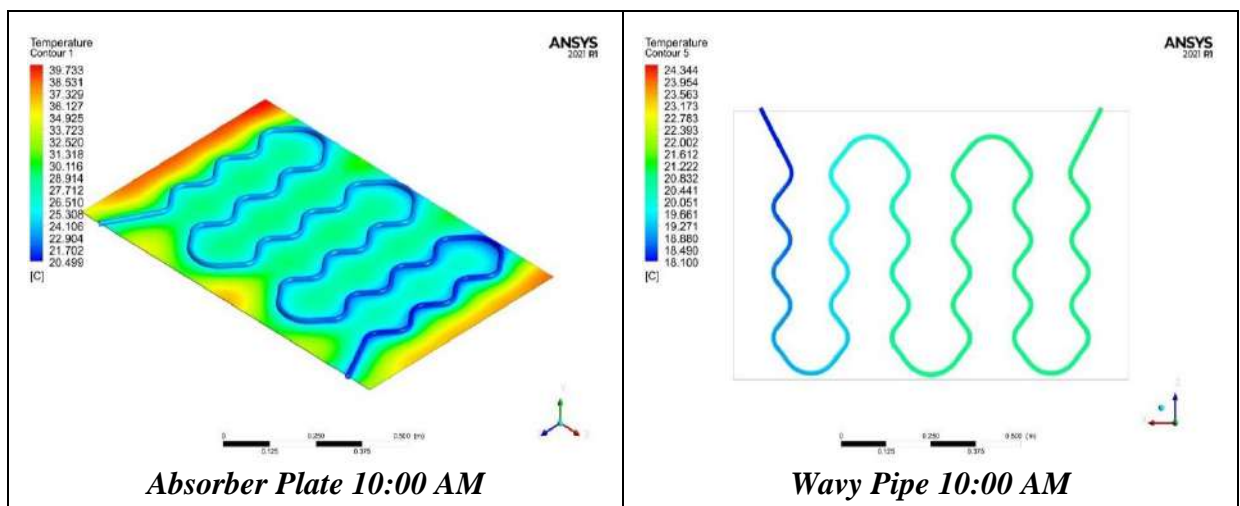 Temperature
Contour 1
ANSYS
2021 R1
39.733
38.531
37.329
36.127
34.925
33.723
32.520
31.318
30.116
28.914
27.712
26.510
25.308
24.106
22.904
21.702
20.499
[C]
0 0.250 0.500 (m)
0.125 0.375
Absorber Plate 10:00 AM
Temperature
Contour 5
ANSYS
2021 R1
24.344
23.954
23.563
23.173
22.783
22.393
22.002
21.612
21.222
20.832
20.441
20.051
19.661
19.271
18.880
18.490
18.100
[C]
0 0.250 0.500 (m)
0.125 0.375
Wavy Pipe 10:00 AM